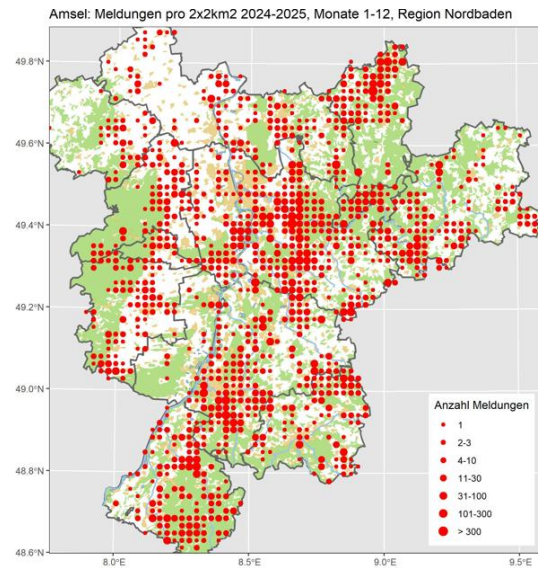 Amsel: Meldungen pro 2x2km2 2024-2025, Monate 1-12, Region Nordbaden
49.8°N
49.6°N
49.4°N
49.2°N
49.0°N
48.8°N
48.6°N
Anzahl Meldungen
1
2-3
4-10
11-30
31-100
101-300
> 300
8.0°E
8.5°E
9.0°E
9.5°E